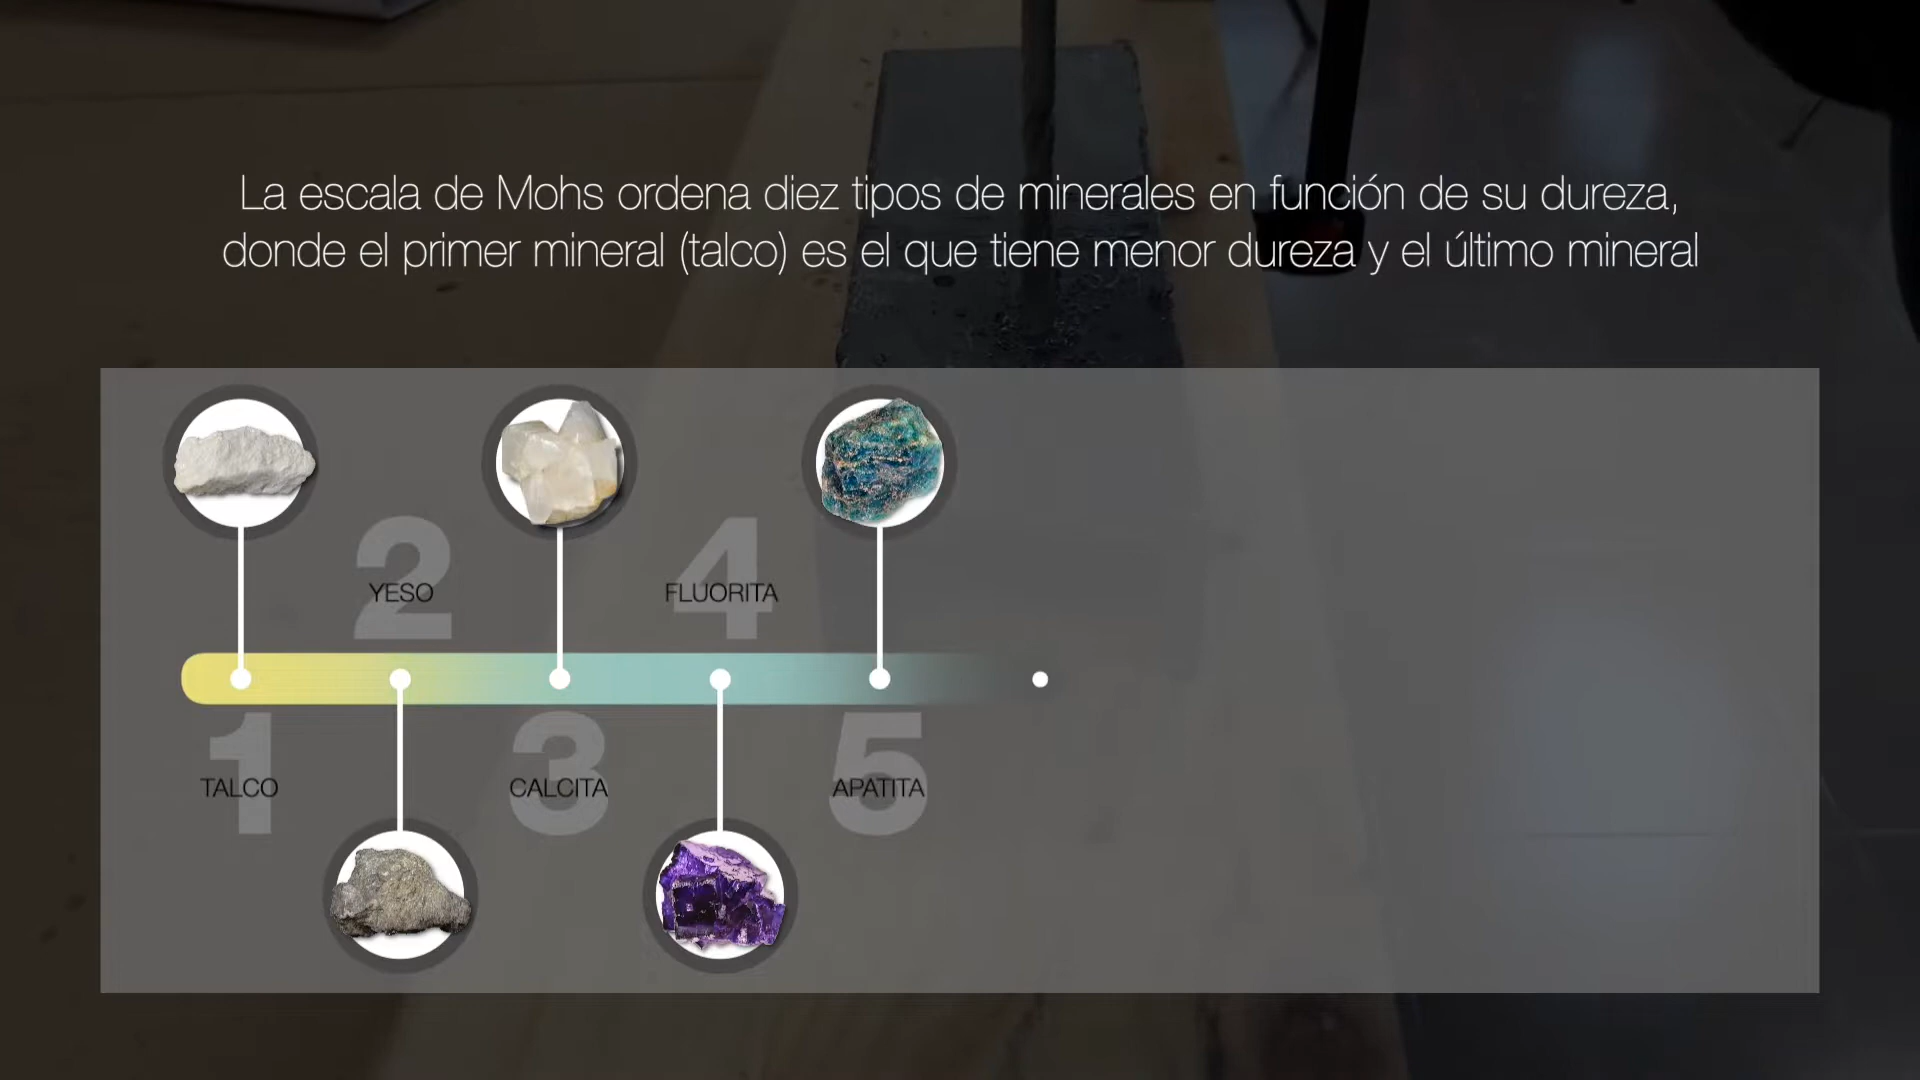 La escala de Mohs ordena diez tipos de minerales en función de su dureza,
donde el primer mineral (talco) es el que tiene menor dureza y el último mineral
2
YESO
4
FLUORITA
1
TALCO
3
CALCITA
5
APATITA